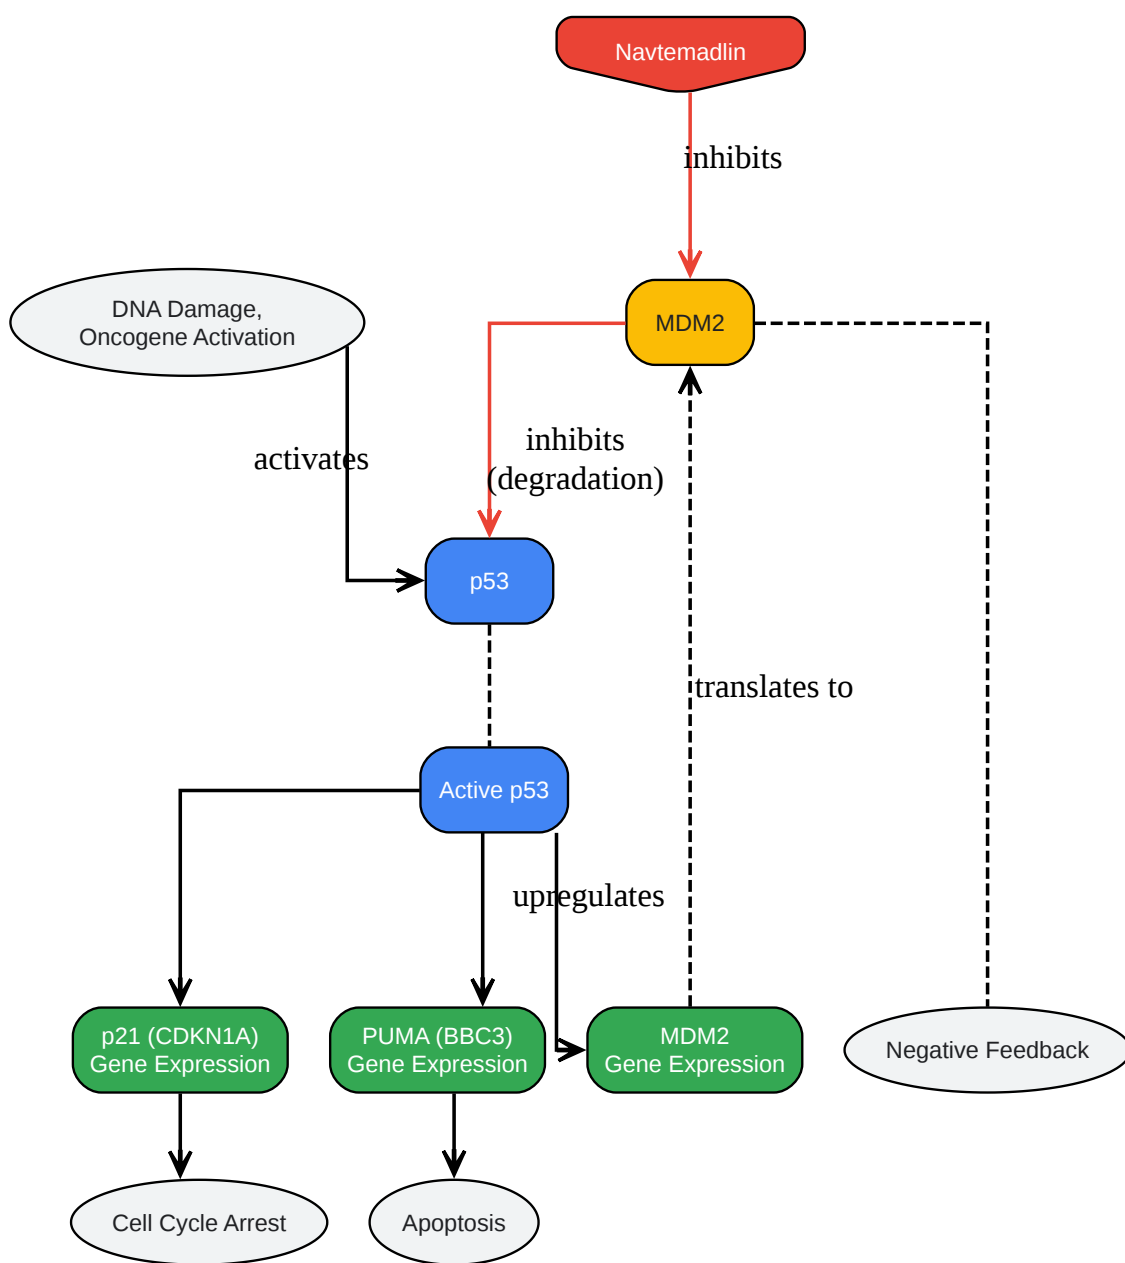 Navtemadlin
inhibits
DNA Damage,
Oncogene Activation
MDM2
activates
inhibits
(degradation)
p53
translates to
Active p53
upregulates
p21 (CDKN1A)
Gene Expression
PUMA (BBC3)
Gene Expression
MDM2
Gene Expression
Negative Feedback
Cell Cycle Arrest
Apoptosis